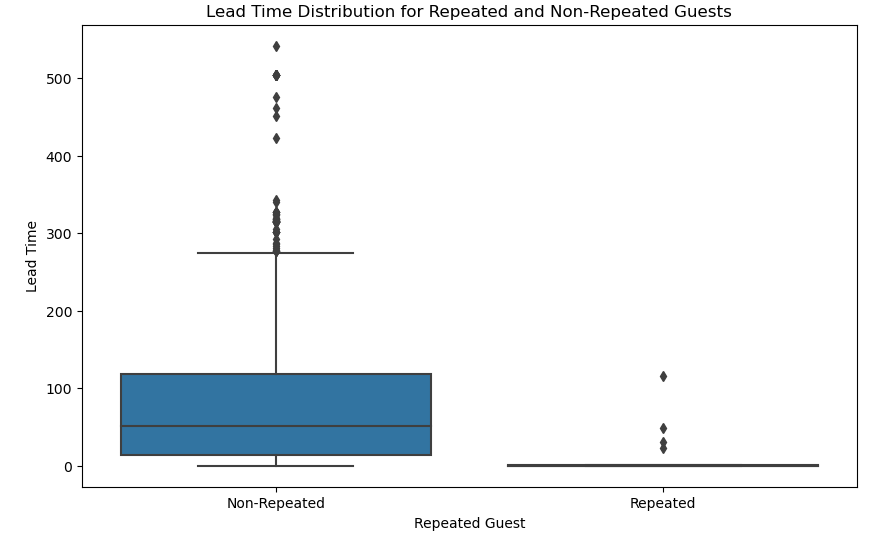 Lead Time Distribution for Repeated and Non-Repeated Guests
500
400
300
200
100
0
Lead Time
Non-Repeated
Repeated
Repeated Guest